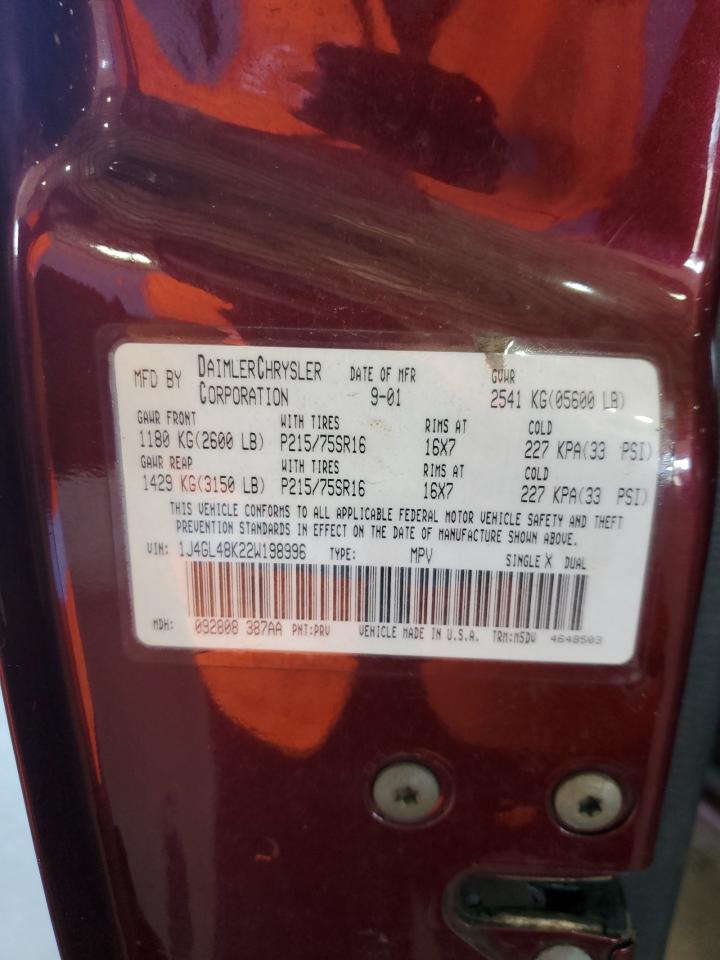 MFD BY DAIMLERCHRYSLER CORPORATION DATE OF MFR 9-01 GVWR 2541 KG(05600 LB)
GAWR FRONT WITH TIRES RIMS AT COLD
1180 KG(2600 LB) P215/75SR16 16X7 227 KPA(33 PSI)
GAWR REAR WITH TIRES RIMS AT COLD
1429 KG(3150 LB) P215/75SR16 16X7 227 KPA(33 PSI)
THIS VEHICLE CONFORMS TO ALL APPLICABLE FEDERAL MOTOR VEHICLE SAFETY AND THEFT
PREVENTION STANDARDS IN EFFECT ON THE DATE OF MANUFACTURE SHOWN ABOVE.
VIN: 1J4GL48K22W198996 TYPE: MPV SINGLE X DUAL
MDH: 092808 387AA PNT:PRV VEHICLE MADE IN U.S.A. TRM:M5DV 4648503